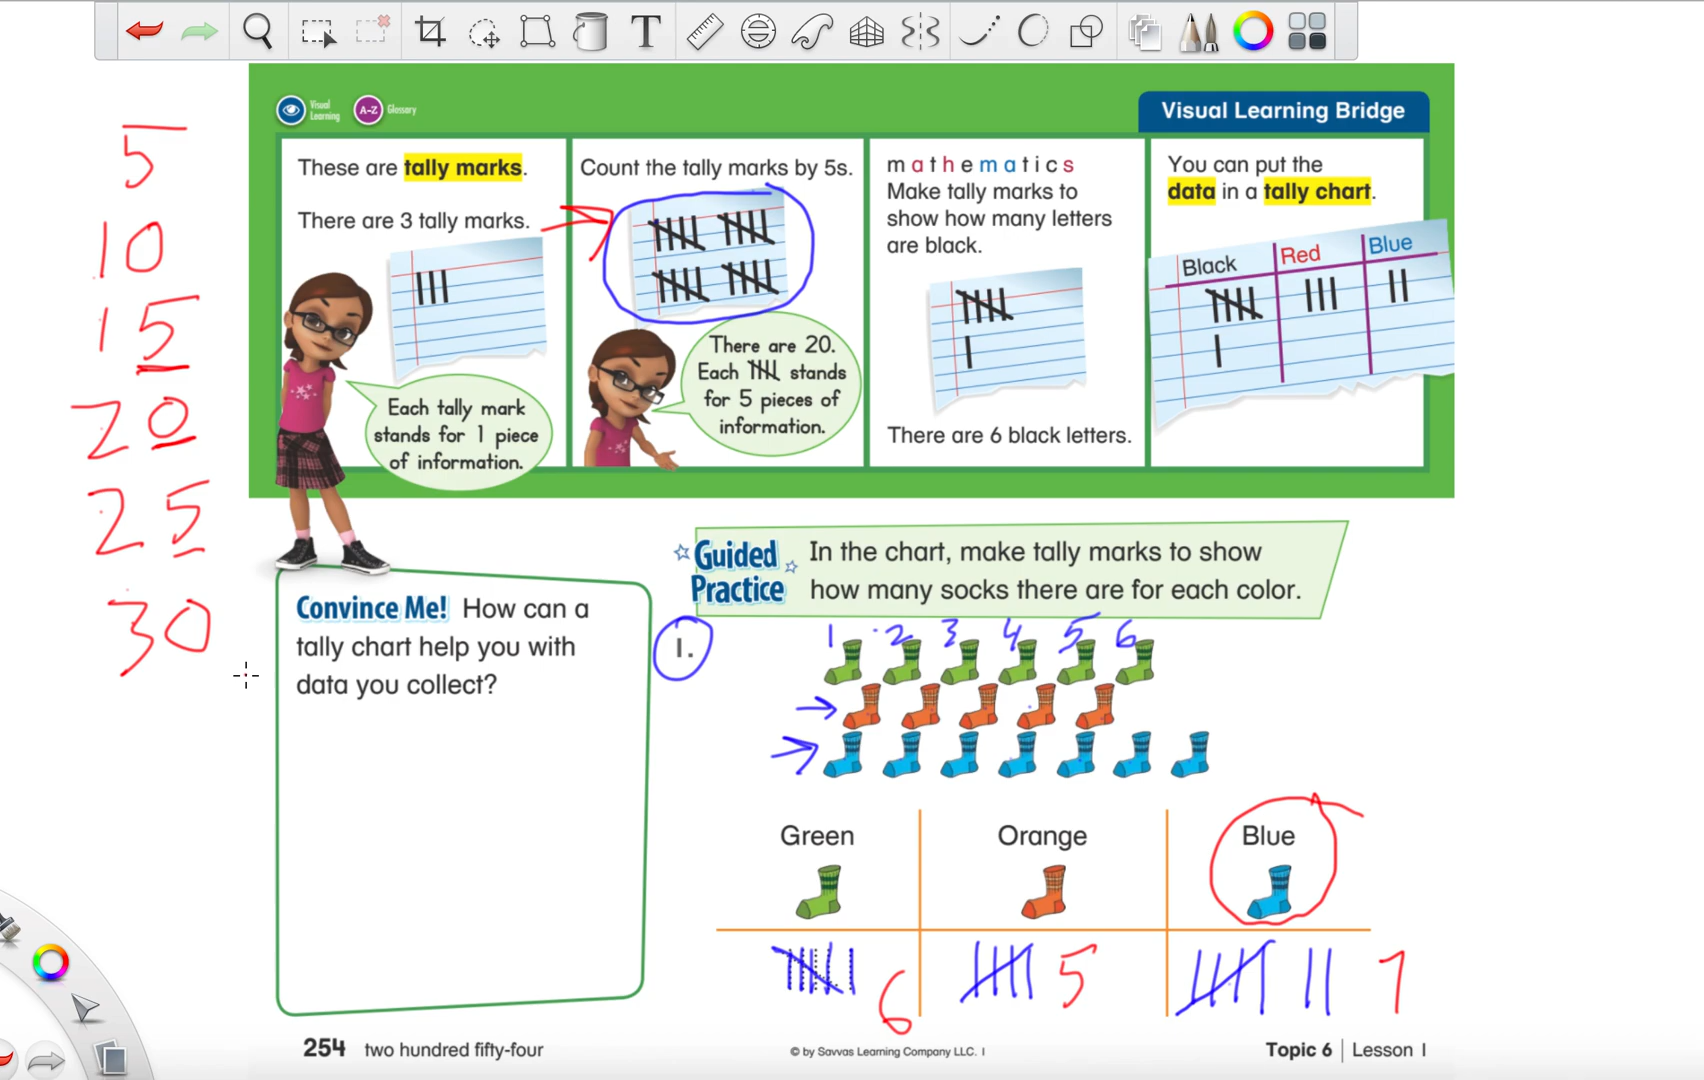 Visual Learning
A-Z Glossary
Visual Learning Bridge
These are tally marks.
There are 3 tally marks.
Each tally mark
stands for 1 piece
of information.
Count the tally marks by 5s.
There are 20.
Each 𝍸 stands
for 5 pieces of
information.
mathematics
Make tally marks to
show how many letters
are black.
There are 6 black letters.
You can put the
data in a tally chart.
Black Red Blue
5
10
15
20
25
30
Convince Me! How can a
tally chart help you with
data you collect?
Guided Practice
In the chart, make tally marks to show
how many socks there are for each color.
1.
1 2 3 4 5 6
Green Orange Blue
6 5 7
254 two hundred fifty-four
© by Savvas Learning Company LLC. 1
Topic 6 | Lesson 1